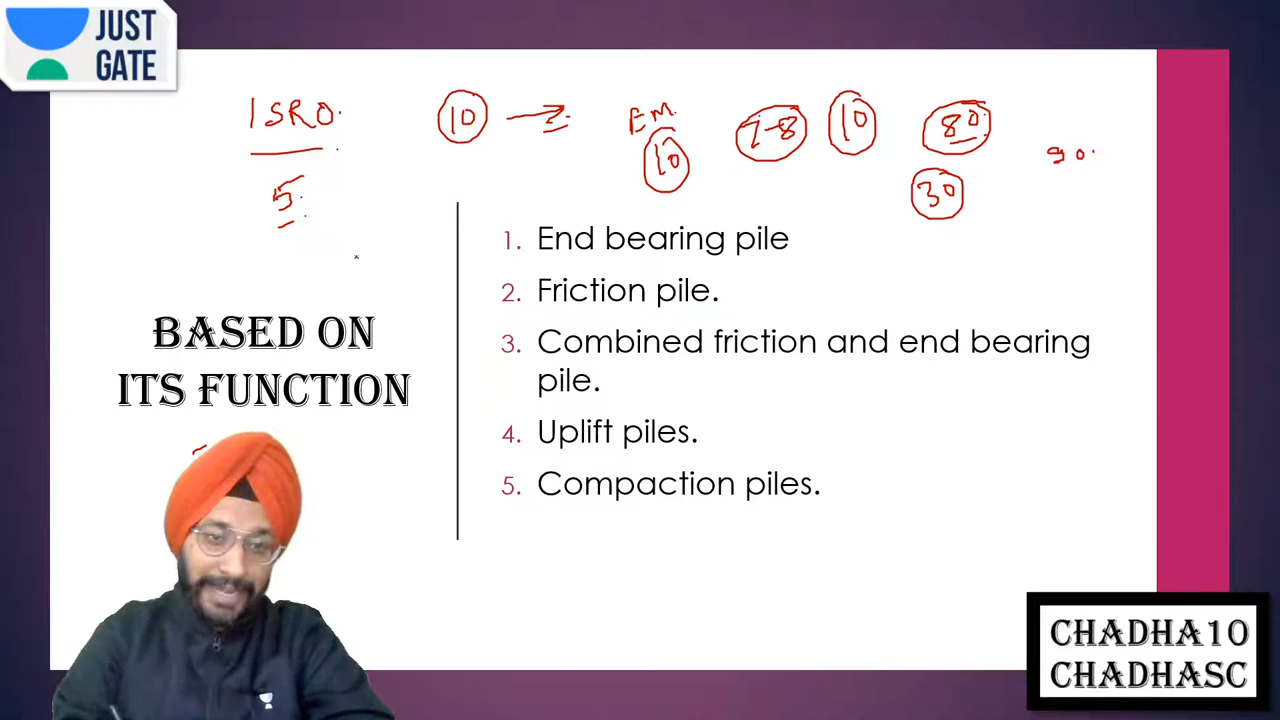 JUST
GATE
ISRO.
10
EM.
7-8
10
80
90.
10
30
5.
BASED ON
ITS FUNCTION
1. End bearing pile
2. Friction pile.
3. Combined friction and end bearing
pile.
4. Uplift piles.
5. Compaction piles.
CHADHA10
CHADHASC